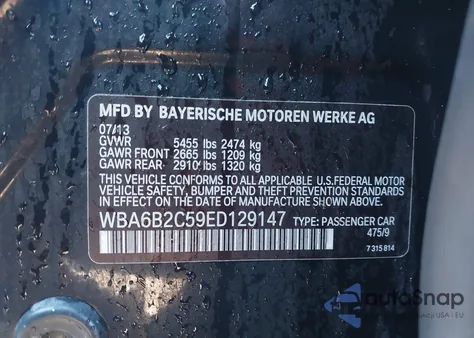 MFD BY BAYERISCHE MOTOREN WERKE AG
07/13
GVWR 5455 lbs 2474 kg
GAWR FRONT 2665 lbs 1209 kg
GAWR REAR 2910 lbs 1320 kg
THIS VEHICLE CONFORMS TO ALL APPLICABLE U.S.FEDERAL MOTOR
VEHICLE SAFETY, BUMPER AND THEFT PREVENTION STANDARDS
IN EFFECT ON THE DATE OF MANUFACTURE SHOWN ABOVE.
WBA6B2C59ED129147 TYPE: PASSENGER CAR
475/9
7 315 814
autoSnap
USA - EU